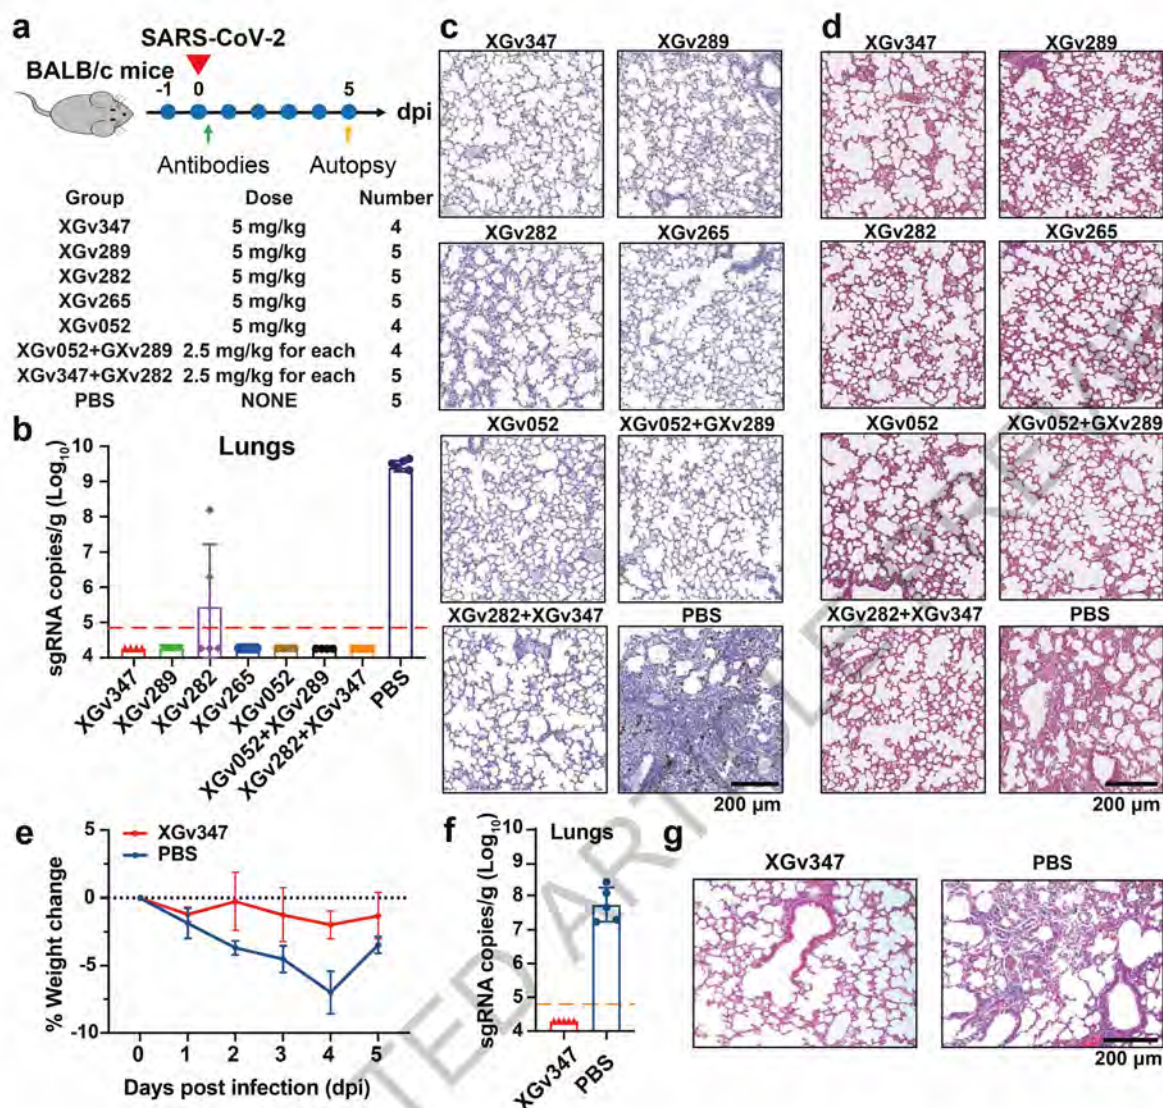 a
SARS-CoV-2
BALB/c mice
-1 0 5
dpi
Antibodies Autopsy
Group Dose Number
XGv347 5 mg/kg 4
XGv289 5 mg/kg 5
XGv282 5 mg/kg 5
XGv265 5 mg/kg 5
XGv052 5 mg/kg 4
XGv052+GXv289 2.5 mg/kg for each 4
XGv347+GXv282 2.5 mg/kg for each 5
PBS NONE 5
b
Lungs
sgRNA copies/g (Log10)
10
9
8
7
6
5
4
XGv347
XGv289
XGv282
XGv265
XGv052
XGv052+XGv289
XGv282+XGv347
PBS
c
XGv347 XGv289
XGv282 XGv265
XGv052 XGv052+GXv289
XGv282+XGv347 PBS
200 μm
d
XGv347 XGv289
XGv282 XGv265
XGv052 XGv052+GXv289
XGv282+XGv347 PBS
200 μm
e
XGv347
PBS
% Weight change
5
0
-5
-10
0 1 2 3 4 5
Days post infection (dpi)
f
Lungs
sgRNA copies/g (Log10)
10
9
8
7
6
5
4
XGv347
PBS
g
XGv347 PBS
200 μm